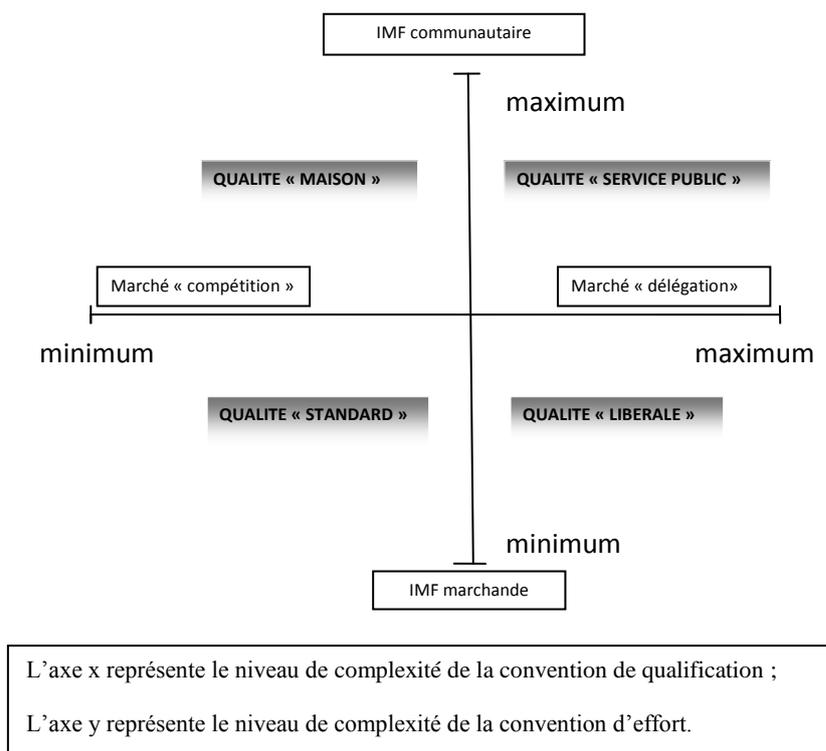 IMF communautaire
maximum
QUALITE « MAISON »
QUALITE « SERVICE PUBLIC »
Marché « compétition »
Marché « délégation»
minimum
maximum
QUALITE « STANDARD »
QUALITE « LIBERALE »
minimum
IMF marchande
L’axe x représente le niveau de complexité de la convention de qualification ;
L’axe y représente le niveau de complexité de la convention d’effort.